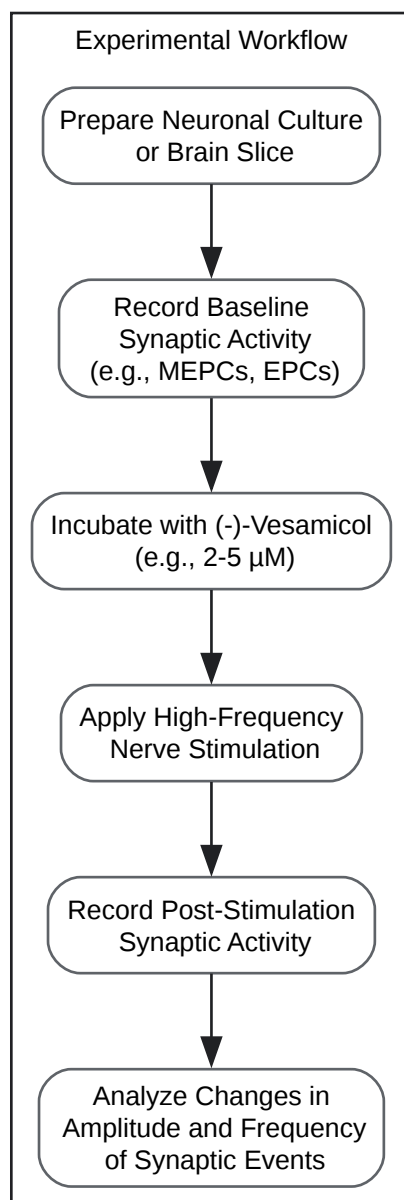 Experimental Workflow
Prepare Neuronal Culture
or Brain Slice
Record Baseline
Synaptic Activity
(e.g., MEPCs, EPCs)
Incubate with (-)-Vesamicol
(e.g., 2-5 µM)
Apply High-Frequency
Nerve Stimulation
Record Post-Stimulation
Synaptic Activity
Analyze Changes in
Amplitude and Frequency
of Synaptic Events